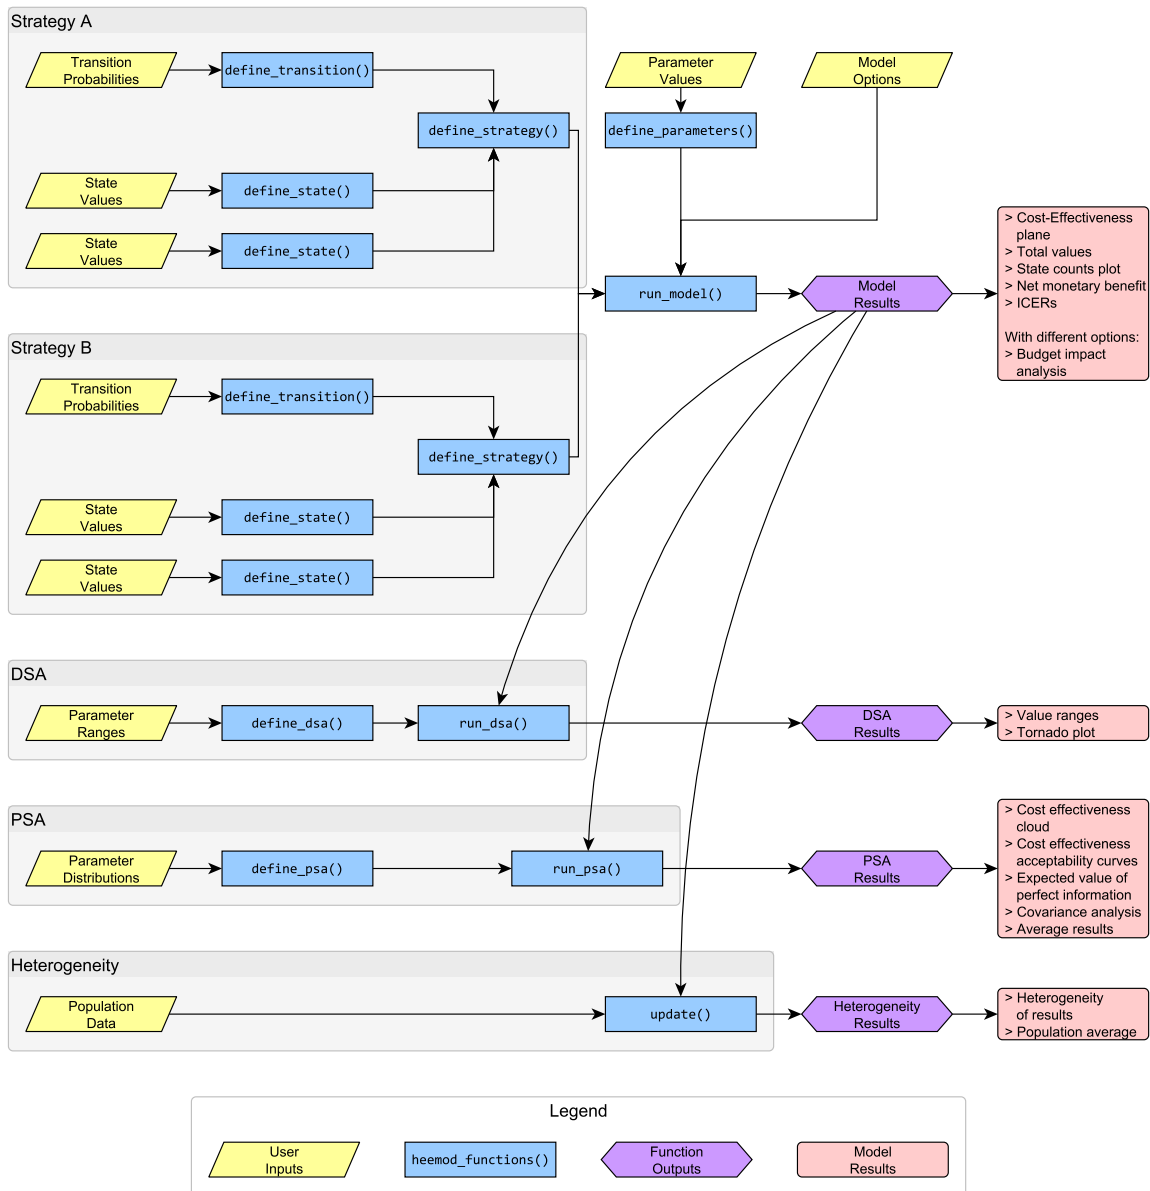 Strategy A
Transition
Probabilities
define_transition()
define_strategy()
State
Values
define_state()
State
Values
define_state()
Parameter
Values
define_parameters()
Model
Options
run_model()
Model
Results
> Cost-Effectiveness
plane
> Total values
> State counts plot
> Net monetary benefit
> ICERs
With different options:
> Budget impact
analysis
Strategy B
Transition
Probabilities
define_transition()
define_strategy()
State
Values
define_state()
State
Values
define_state()
DSA
Parameter
Ranges
define_dsa()
run_dsa()
DSA
Results
> Value ranges
> Tornado plot
PSA
Parameter
Distributions
define_psa()
run_psa()
PSA
Results
> Cost effectiveness
cloud
> Cost effectiveness
acceptability curves
> Expected value of
perfect information
> Covariance analysis
> Average results
Heterogeneity
Population
Data
update()
Heterogeneity
Results
> Heterogeneity
of results
> Population average
Legend
User
Inputs
heemod_functions()
Function
Outputs
Model
Results